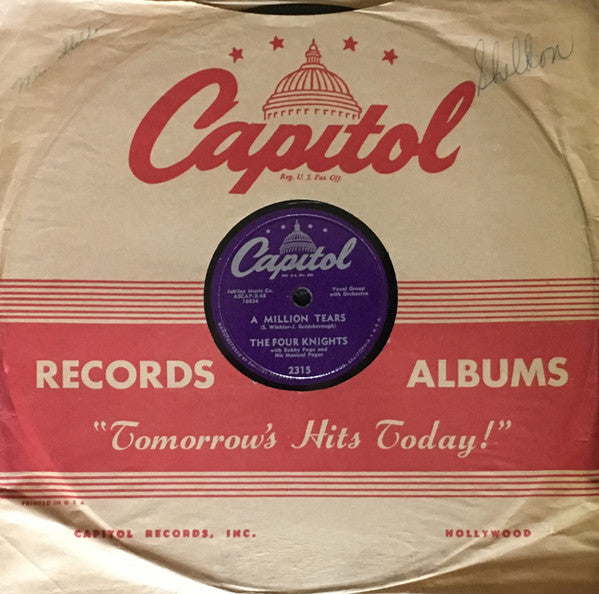 Sheldon
Capitol
Reg. U. S. Pat. Off.
Capitol
Jubilee Music Co.
ASCAP-2:48
10834
Vocal Group
with Orchestra
A MILLION TEARS
(S. Winkler-J. Goldsborough)
THE FOUR KNIGHTS
with Bobby Page and
His Musical Pages
2315
RECORDS ALBUMS
"Tomorrow's Hits Today!"
PRINTED IN U.S.A.
CAPITOL RECORDS, INC. HOLLYWOOD